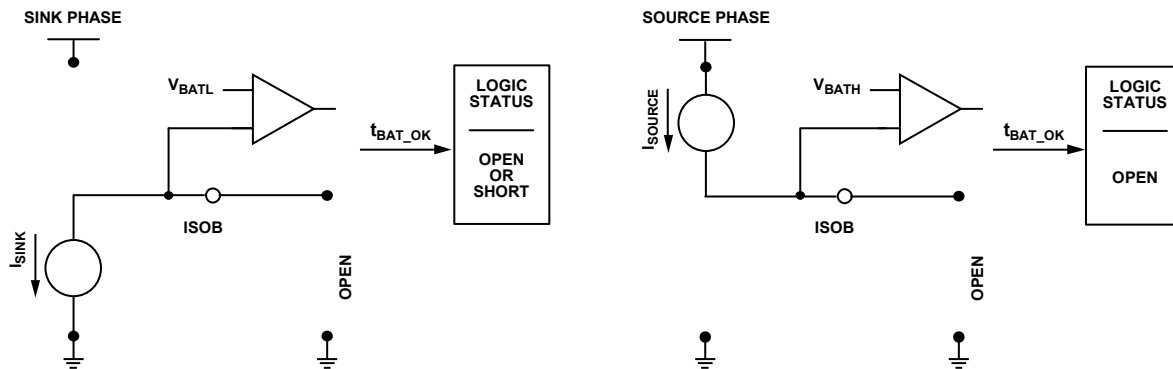 SINK PHASE
V_BATL
LOGIC
STATUS
t_BAT_OK
OPEN
OR
SHORT
ISOB
I_SINK
OPEN
SOURCE PHASE
I_SOURCE
V_BATH
LOGIC
STATUS
t_BAT_OK
OPEN
ISOB
OPEN